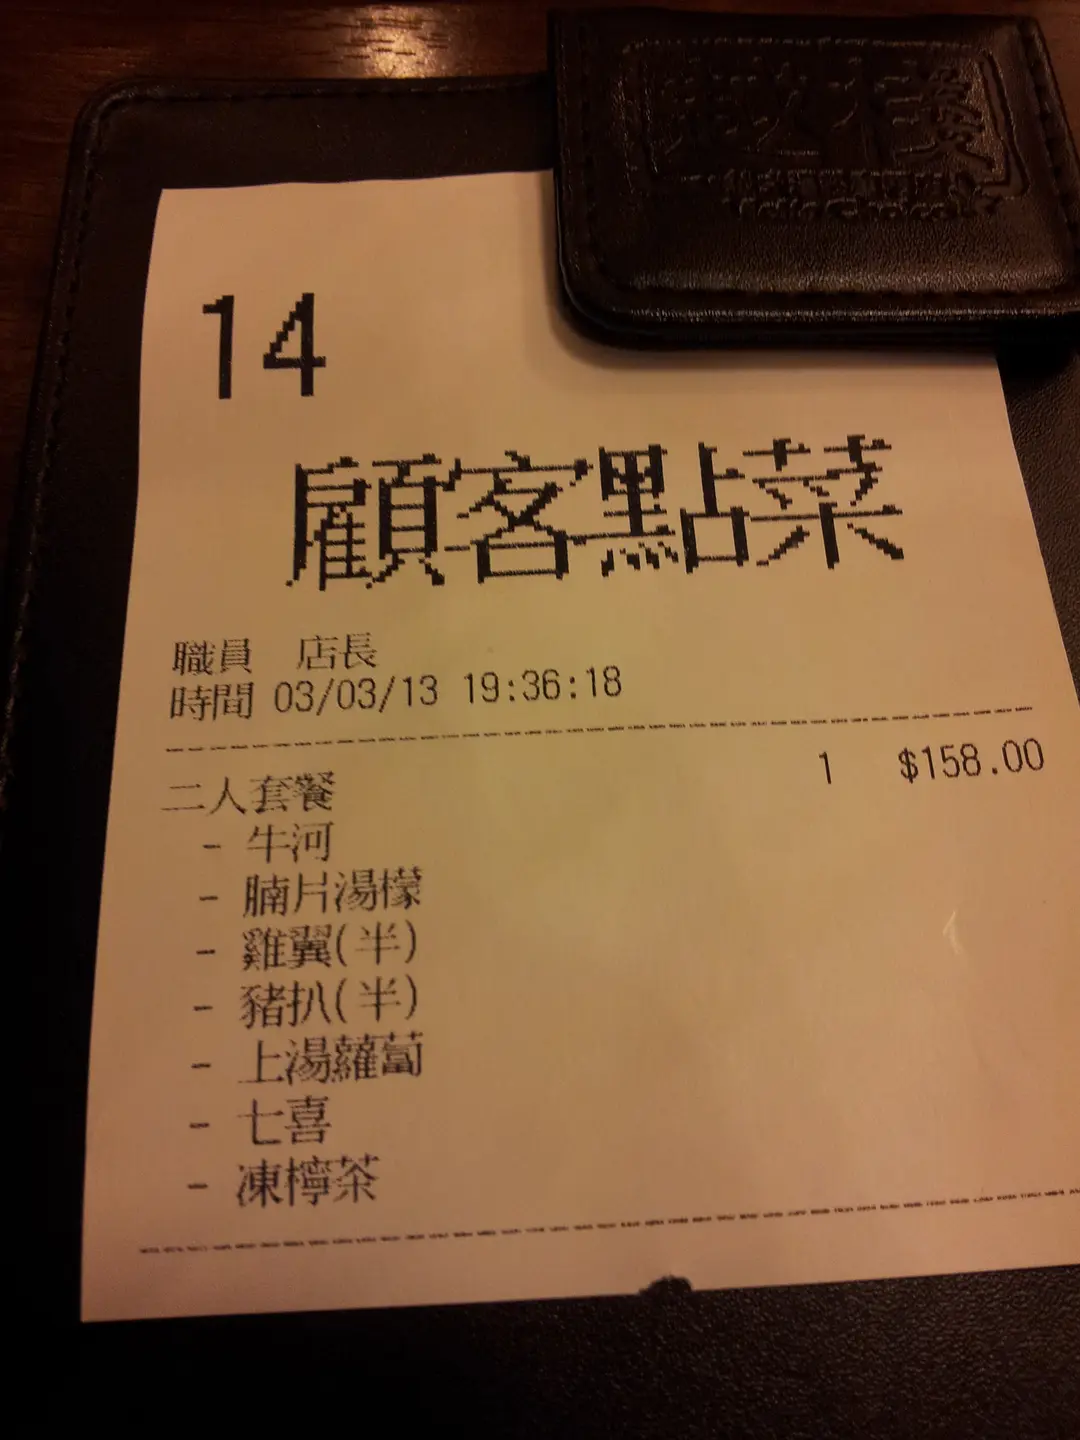 14
顧客點菜
職員 店長
時間 03/03/13 19:36:18
二人套餐 1 $158.00
- 牛河
- 腩片湯檬
- 雞翼(半)
- 豬扒(半)
- 上湯蘿蔔
- 七喜
- 凍檸茶